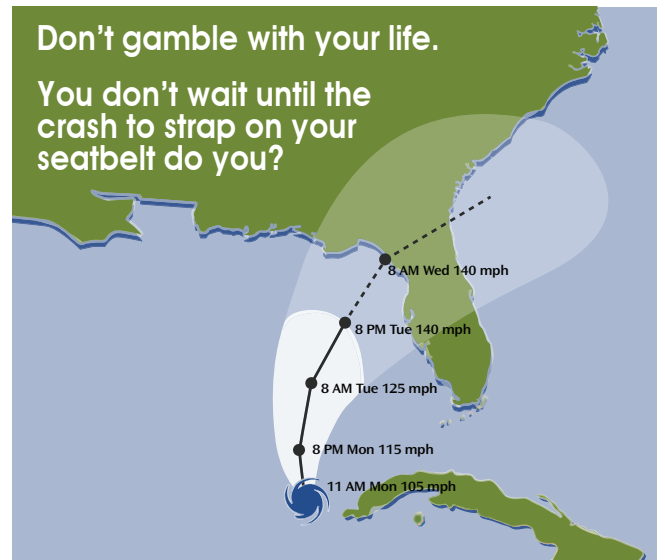 Don't gamble with your life.
You don't wait until the
crash to strap on your
seatbelt do you?
8 AM Wed 140 mph
8 PM Tue 140 mph
8 AM Tue 125 mph
8 PM Mon 115 mph
11 AM Mon 105 mph